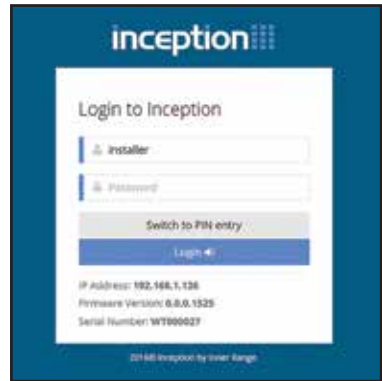 inception
Login to Inception
installer
Password
Switch to PIN entry
Login
IP Address: 192.168.1.126
Firmware Version: 0.0.0.1525
Serial Number: WT000027
2016© Inception by Inner Range